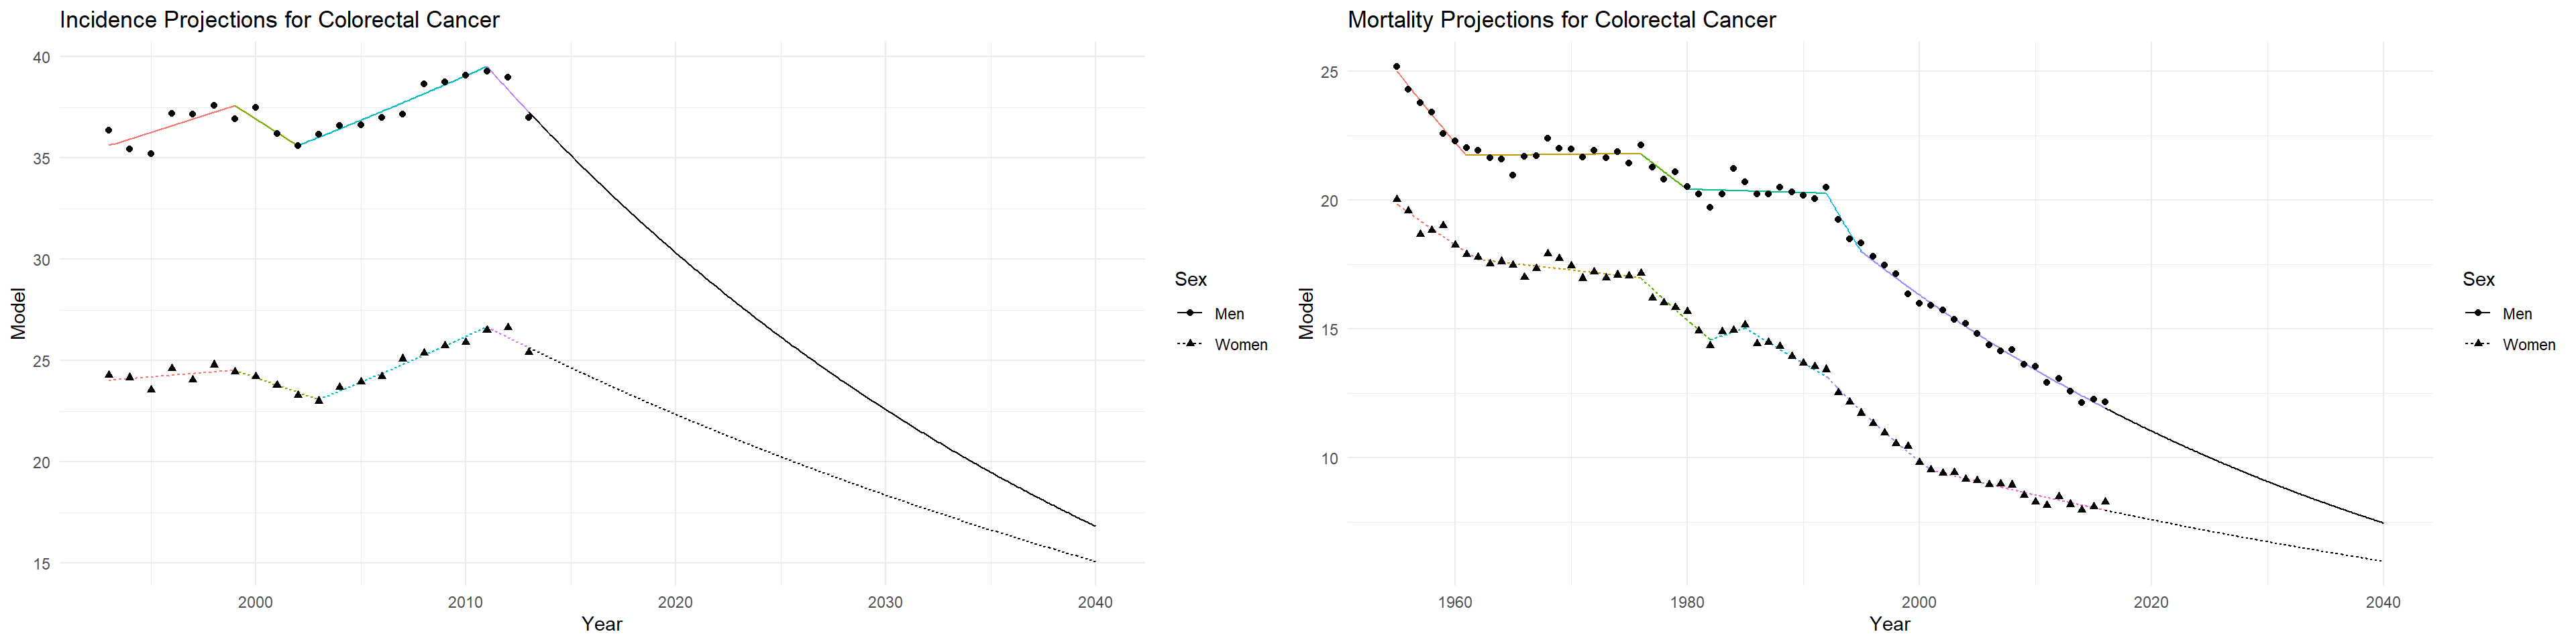 Incidence Projections for Colorectal Cancer
40
35
30
25
20
15
Model
2000 2010 2020 2030 2040
Year
Sex
Men
Women
Mortality Projections for Colorectal Cancer
25
20
15
10
Model
1960 1980 2000 2020 2040
Year
Sex
Men
Women